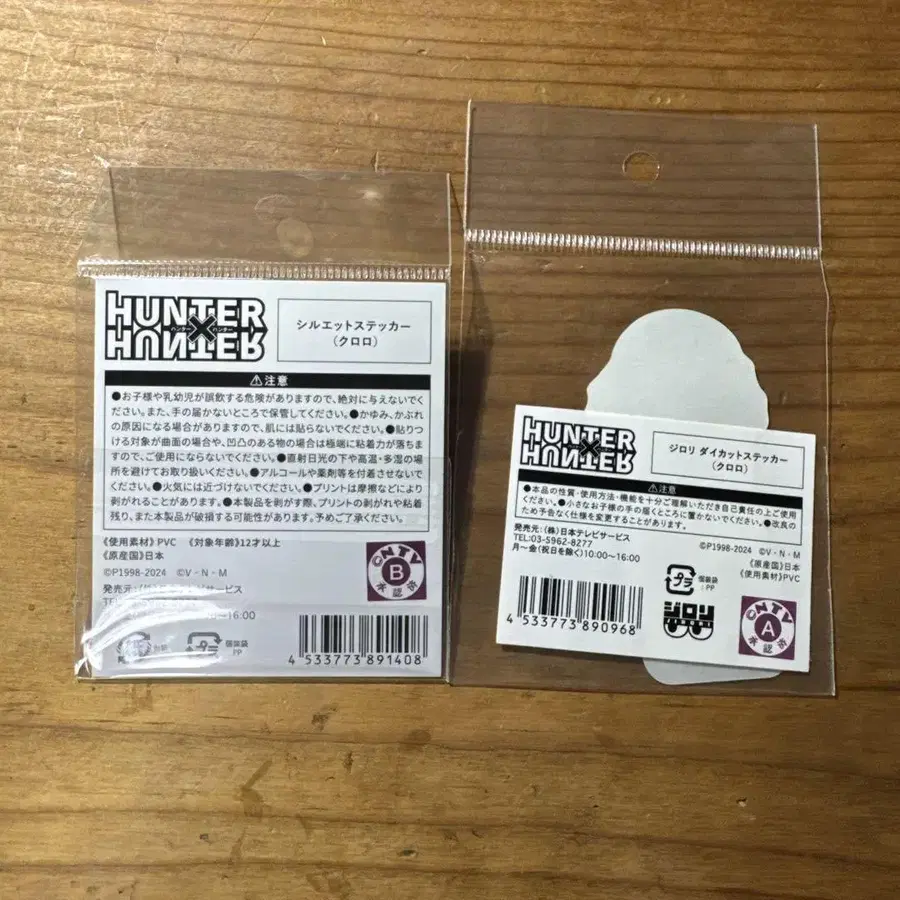 HUNTER
ハンター×ハンター
HUNTER
シルエットステッカー
(クロロ)
⚠注意
●お子様や乳幼児が誤飲する危険がありますので、絶対に与えないでく
ださい。また、手の届かないところで保管してください。●かゆみ、かぶれ
の原因になる場合がありますので、肌には貼らないでください。●貼りつ
ける対象が曲面の場合や、凹凸のある物の場合は極端に粘着力が落ちま
すので、ご使用にならないでください。●直射日光の下や高温・多湿の場
所を避けてお取り扱いください。●アルコールや薬剤等を付着させないで
ください。●火気には近づけないでください。●プリントは摩擦などにより
剥がれることがあります。●本製品を剥がす際、プリントの剥がれや粘着
残り、また本製品が破損する可能性があります。予めご了承ください。
《使用素材》PVC 《対象年齢》12才以上
《原産国》日本
©P1998-2024 ©V・N・M
発売元:
サービス
10:00~16:00
プラ
個装袋
:PP
4 533773 891408
©NTV
B
承認済
HUNTER
HUNTER
ジロリ ダイカットステッカー
(クロロ)
⚠注意
●本品の性質・使用方法・機能を十分ご理解いただき自己責任の上ご使用
ください。●小さなお子様の手の届くところに置かないでください。●改良の
ため予告なく仕様を変更することがあります。
発売元:(株)日本テレビサービス
TEL:03-5962-8277
月~金(祝日を除く)10:00~16:00
©P1998-2024 ©V・N・M
《原産国》日本
《使用素材》PVC
プラ
個装袋
:PP
4 533773 890968
ジロリ
©NTV
A
承認済